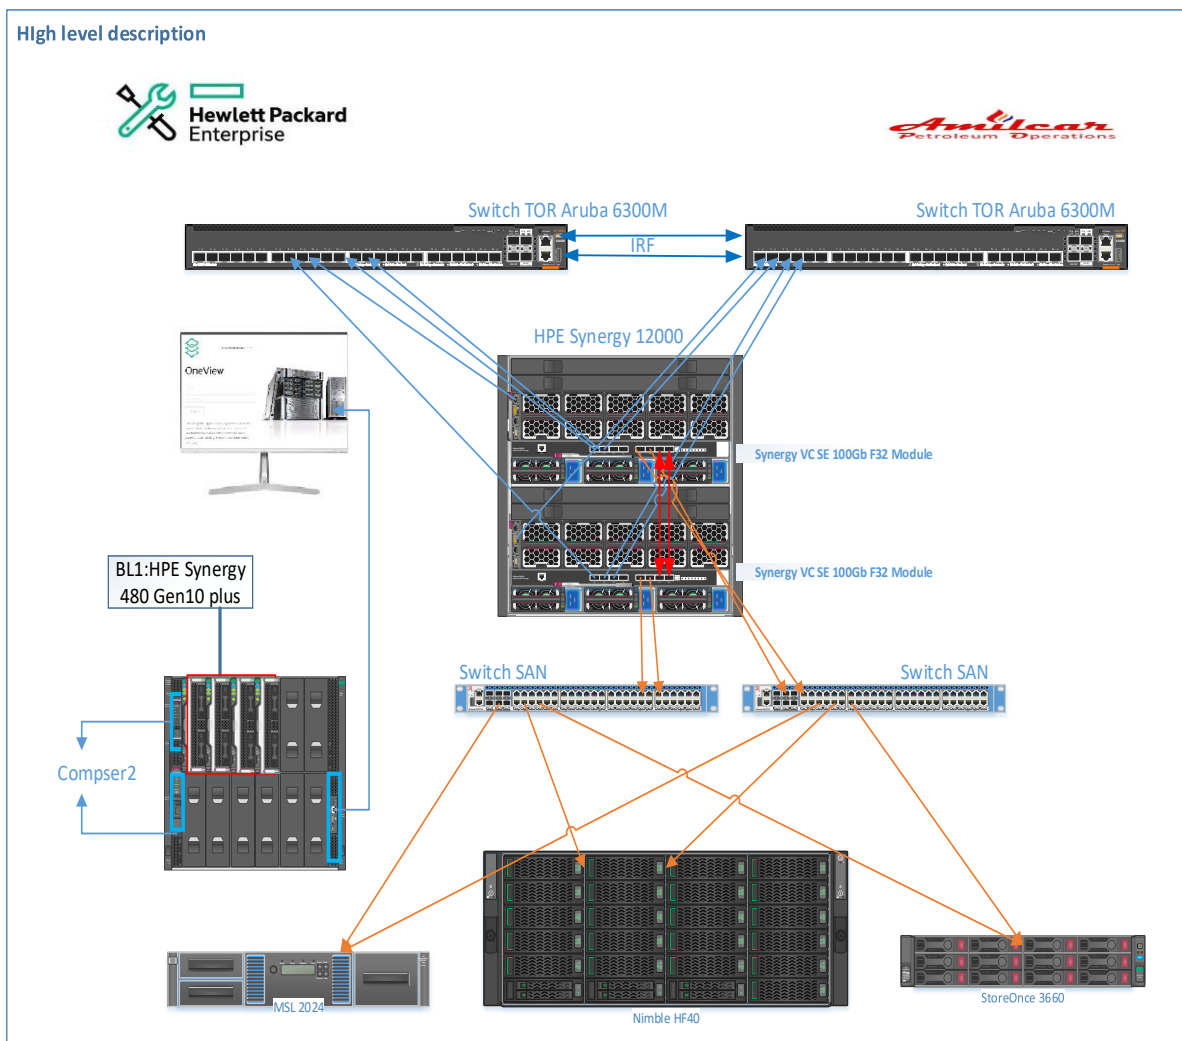 HIgh level description
Hewlett Packard
Enterprise
Amilcar
Petroleum Operations
Switch TOR Aruba 6300M
Switch TOR Aruba 6300M
IRF
HPE Synergy 12000
OneView
Synergy VC SE 100Gb F32 Module
Synergy VC SE 100Gb F32 Module
BL1:HPE Synergy
480 Gen10 plus
Switch SAN
Switch SAN
Compser2
MSL 2024
Nimble HF40
StoreOnce 3660